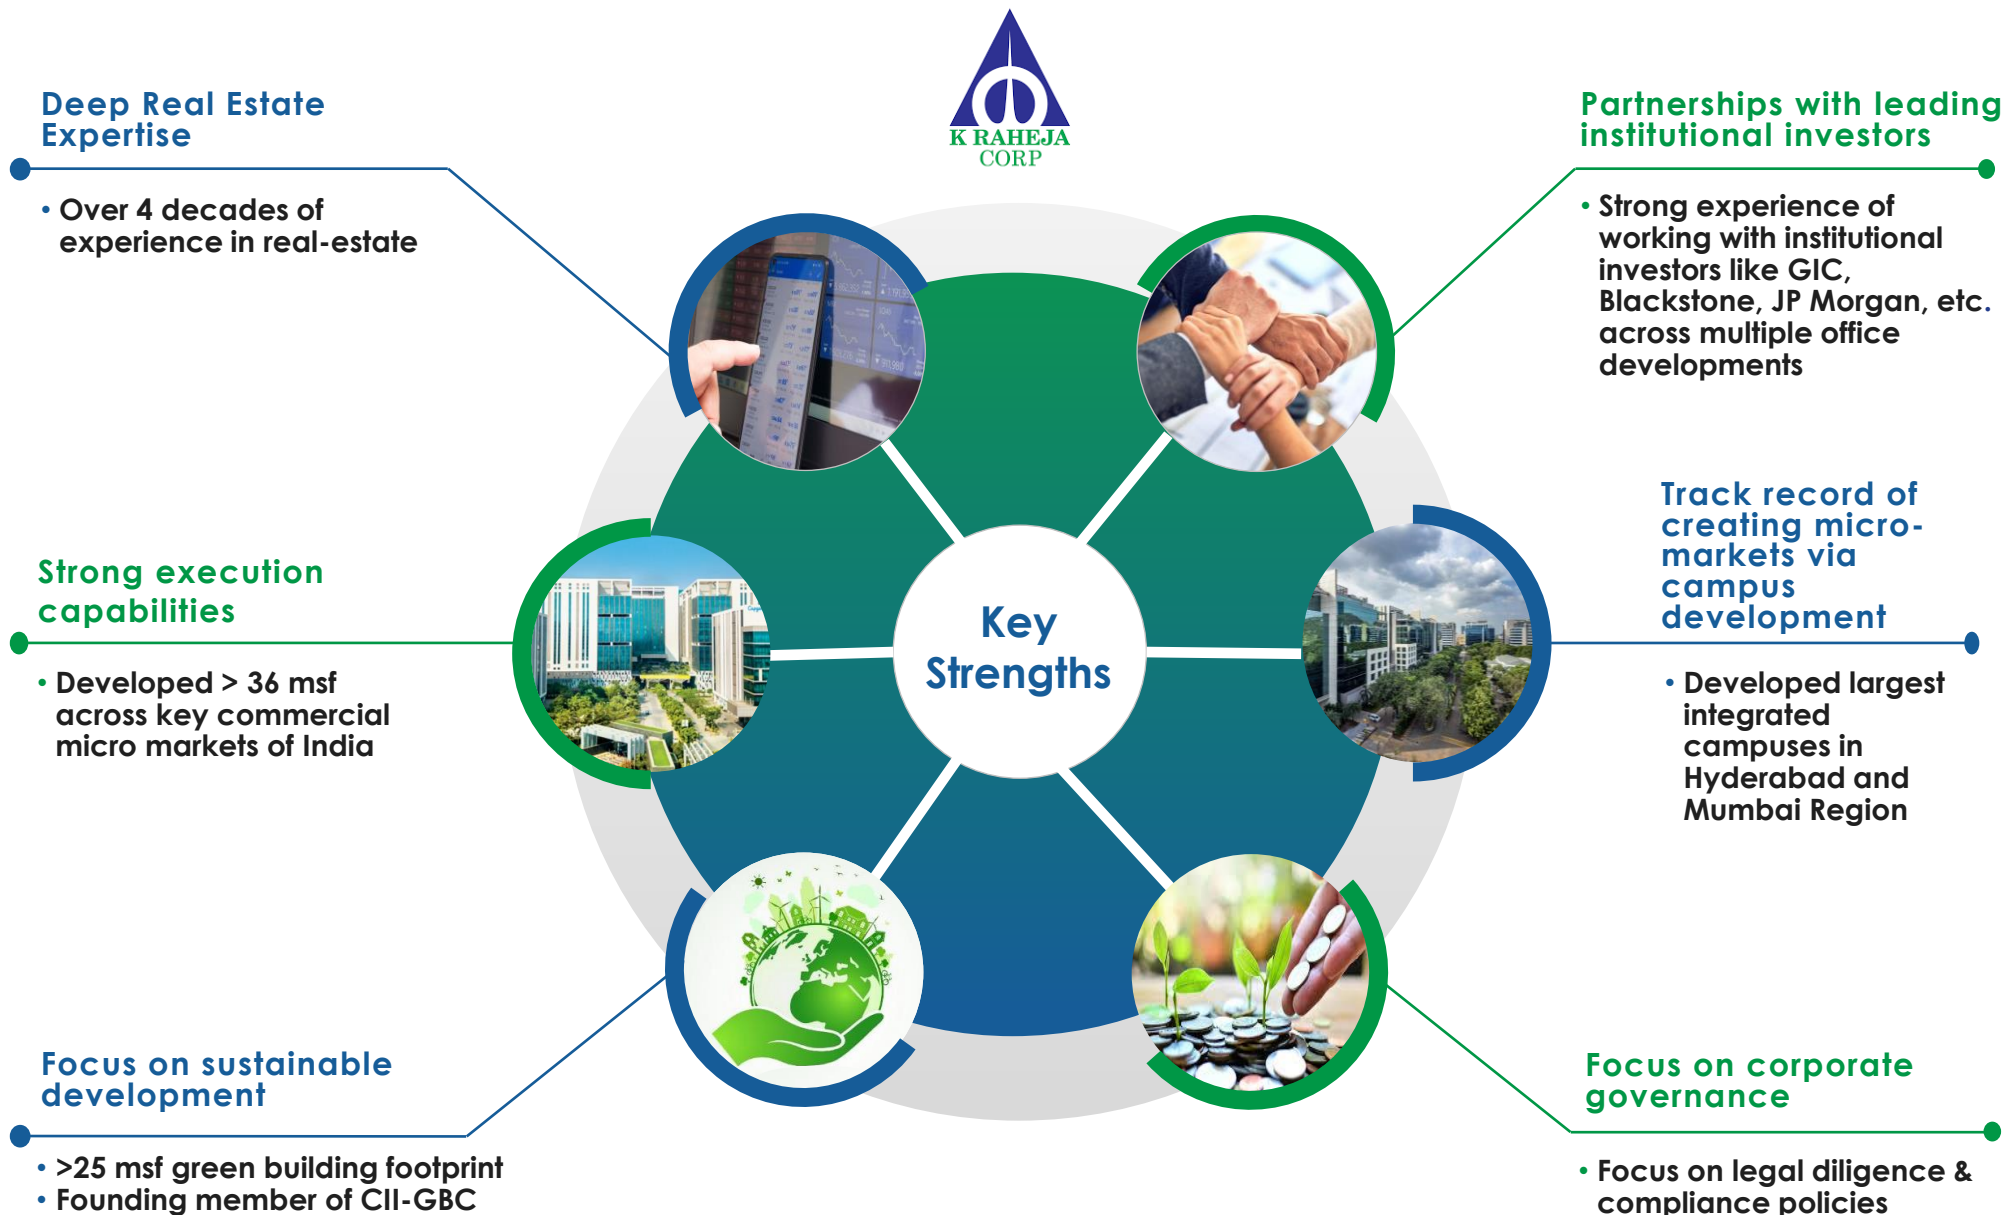 K RAHEJA
CORP
Deep Real Estate
Expertise
• Over 4 decades of
experience in real-estate
Partnerships with leading
institutional investors
• Strong experience of
working with institutional
investors like GIC,
Blackstone, JP Morgan, etc.
across multiple office
developments
Strong execution
capabilities
• Developed > 36 msf
across key commercial
micro markets of India
Key
Strengths
Track record of
creating micro-
markets via
campus
development
• Developed largest
integrated
campuses in
Hyderabad and
Mumbai Region
Focus on sustainable
development
• >25 msf green building footprint
• Founding member of CII-GBC
Focus on corporate
governance
• Focus on legal diligence &
compliance policies